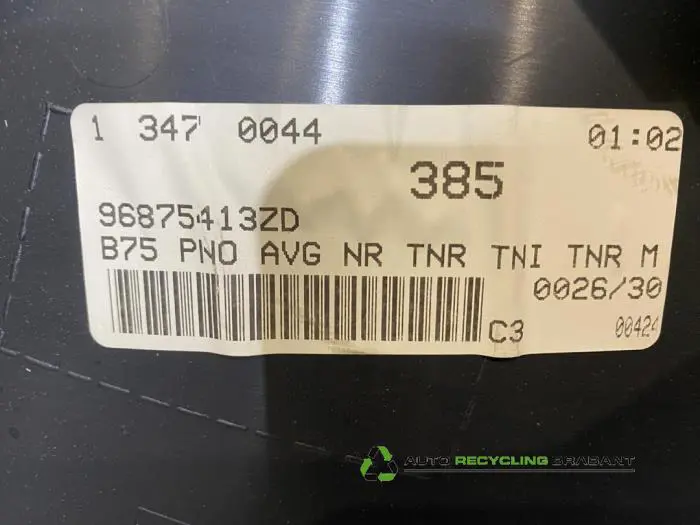 1 347 0044 01:02
385
96875413ZD
B75 PNO AVG NR TNR TNI TNR M
0026/30
C3 00424
AUTO RECYCLING BRABANT